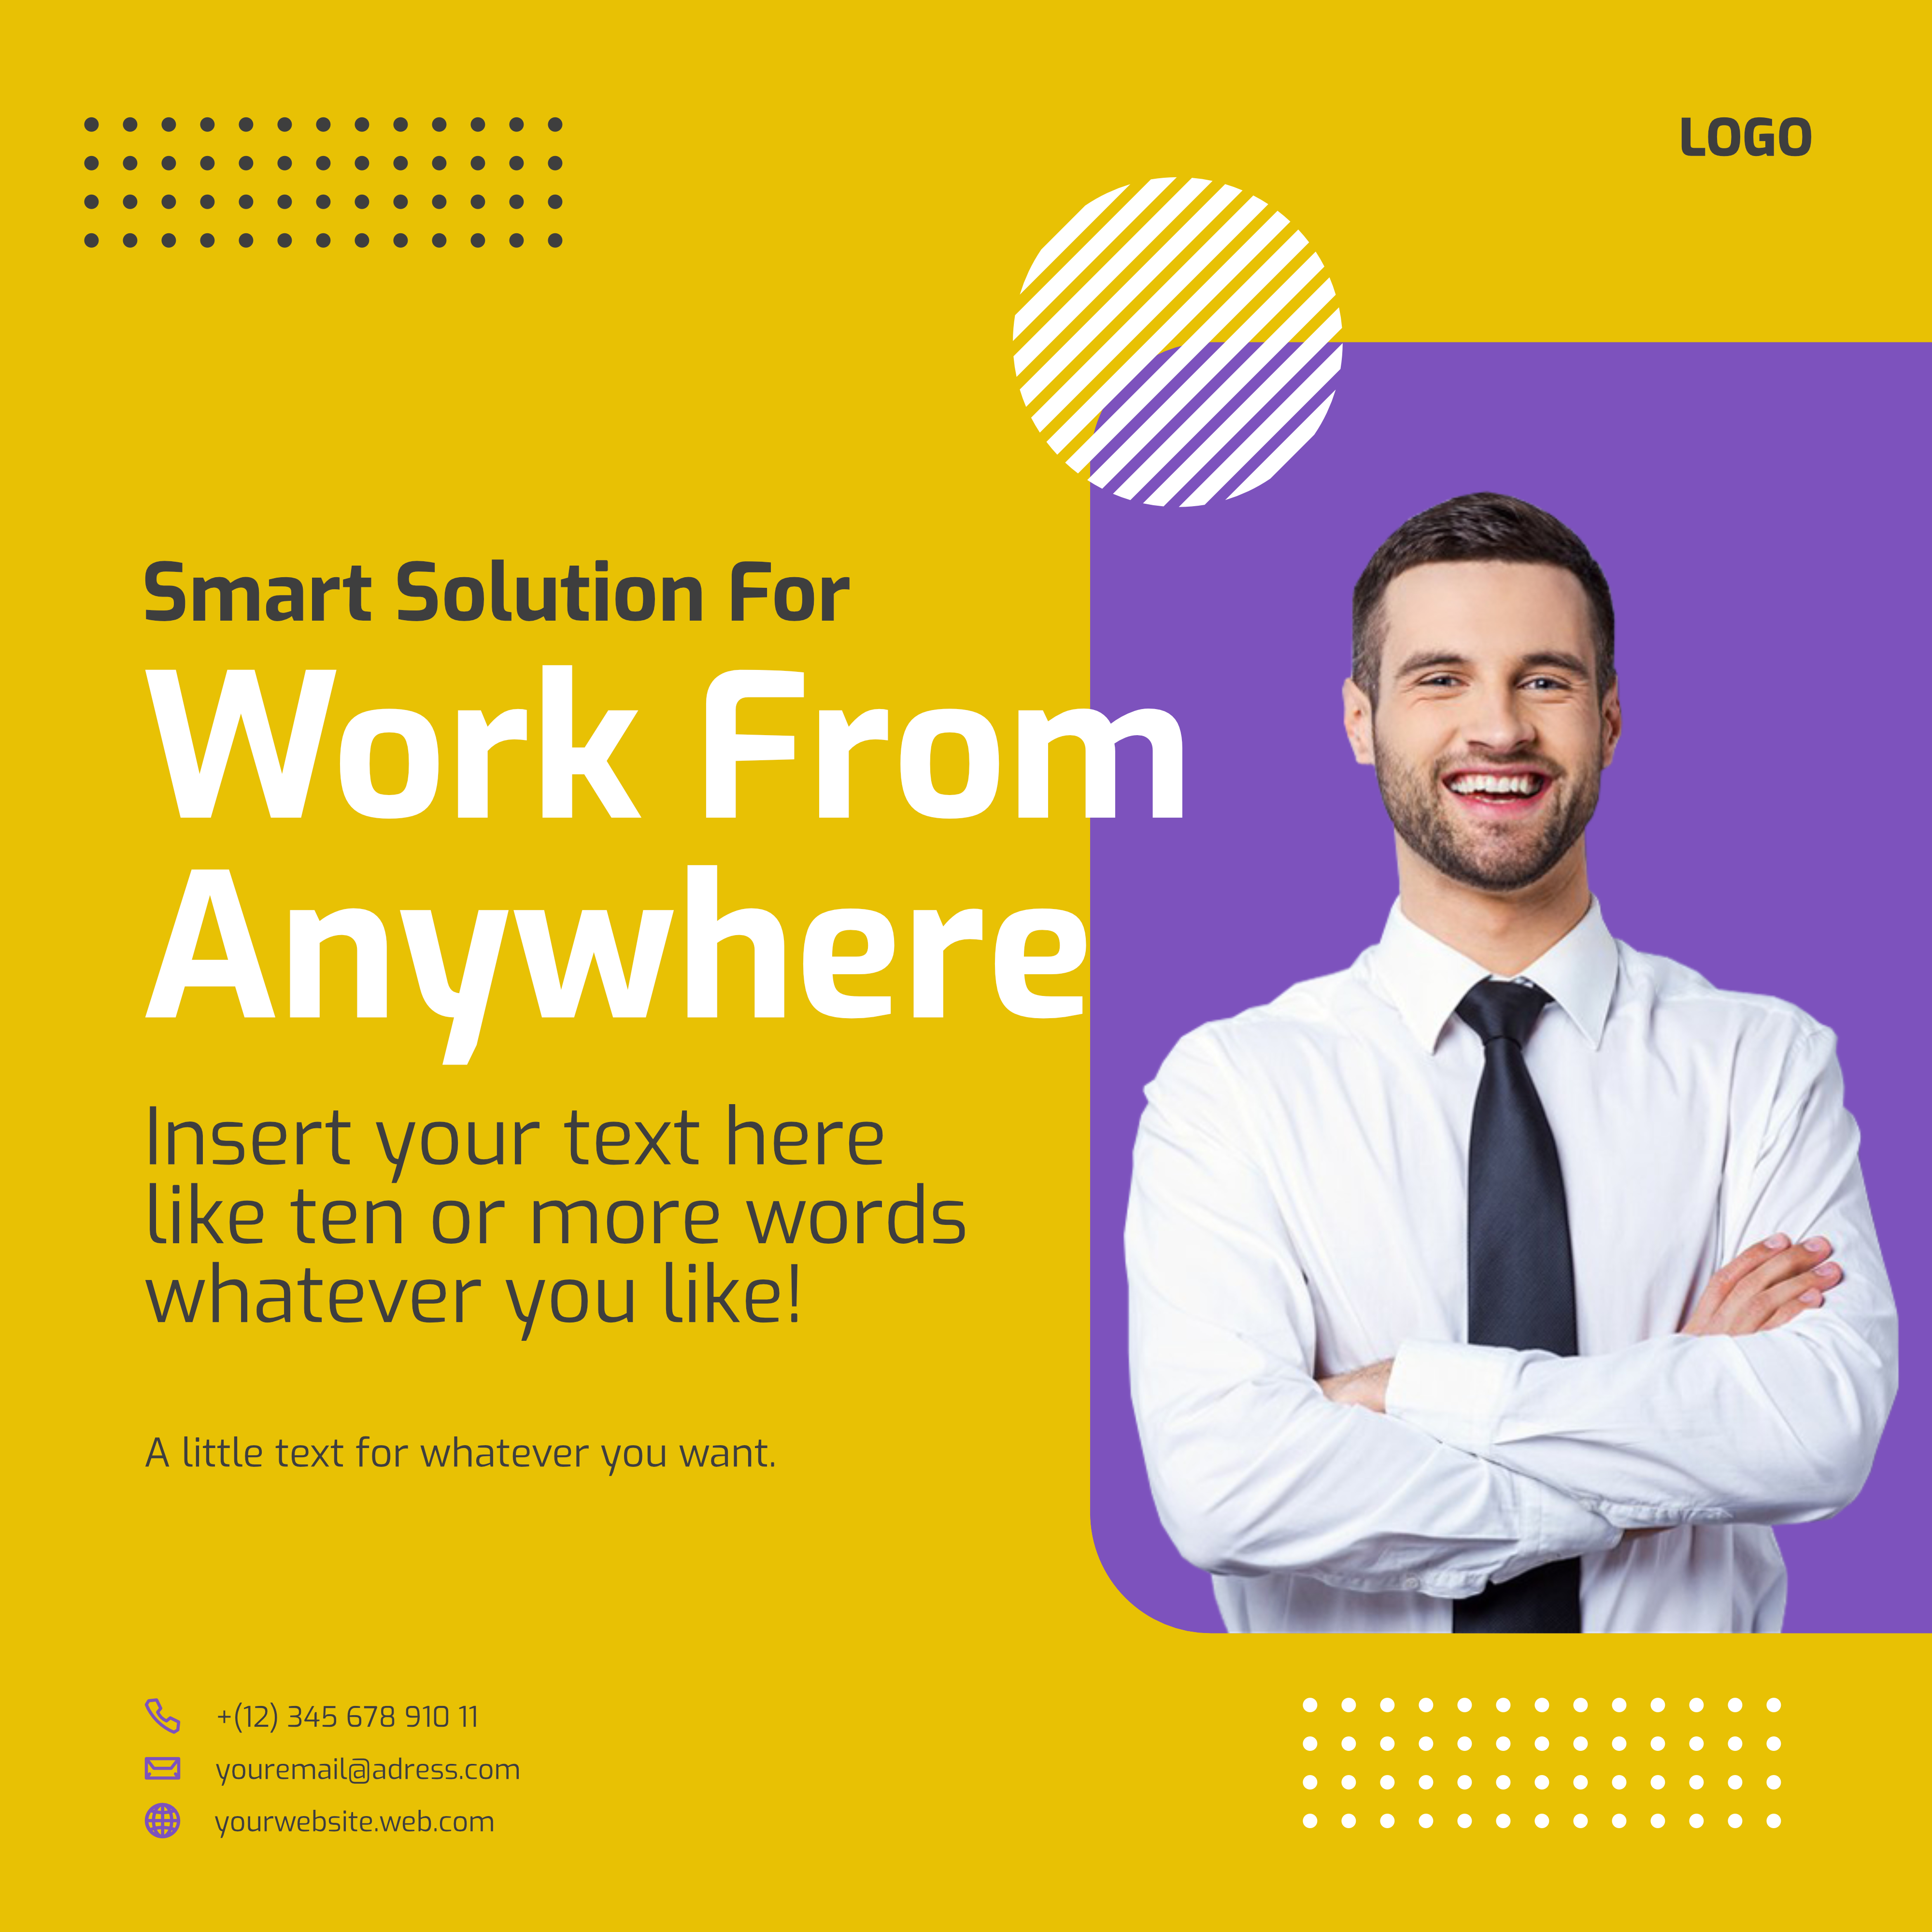 LOGO
Smart Solution For
Work From
Anywhere
Insert your text here
like ten or more words
whatever you like!
A little text for whatever you want.
+(12) 345 678 910 11
youremail@adress.com
yourwebsite.web.com